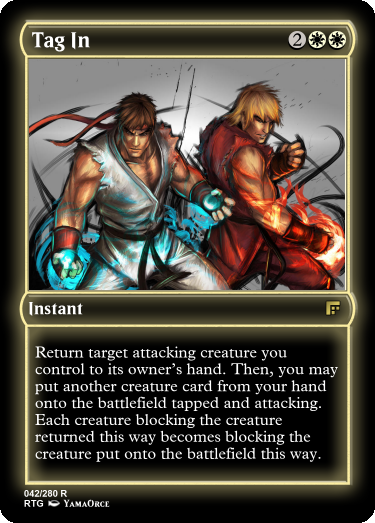 Tag In 2
Instant
Return target attacking creature you
control to its owner's hand. Then, you may
put another creature card from your hand
onto the battlefield tapped and attacking.
Each creature blocking the creature
returned this way becomes blocking the
creature put onto the battlefield this way.
042/280 R
RTG YamaOrce